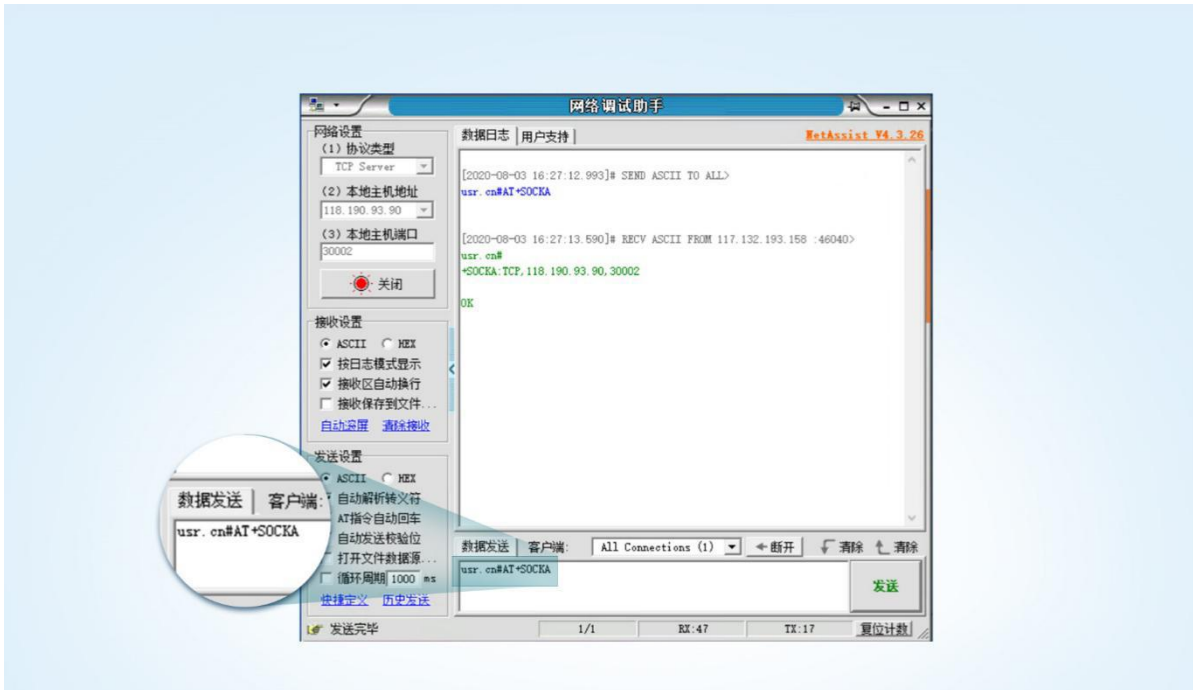 网络调试助手
网络设置
(1) 协议类型
TCP Server
(2) 本地主机地址
118.190.93.90
(3) 本地主机端口
30002
关闭
接收设置
ASCII HEX
按日志模式显示
接收区自动换行
接收保存到文件...
自动滚屏 清除接收
发送设置
ASCII HEX
自动解析转义符
AT指令自动回车
自动发送校验位
打开文件数据源...
循环周期 1000 ms
快捷定义 历史发送
数据日志 用户支持
NetAssist V4.3.26
[2020-08-03 16:27:12.993]# SEND ASCII TO ALL>
usr.cn#AT+SOCKA
[2020-08-03 16:27:13.590]# RECV ASCII FROM 117.132.193.158 :46040>
usr.cn#
+SOCKA:TCP,118.190.93.90,30002
OK
数据发送 客户端: All Connections (1) 断开 清除 清除
usr.cn#AT+SOCKA
发送
数据发送 客户端:
usr.cn#AT+SOCKA
发送完毕 1/1 RX:47 TX:17 复位计数